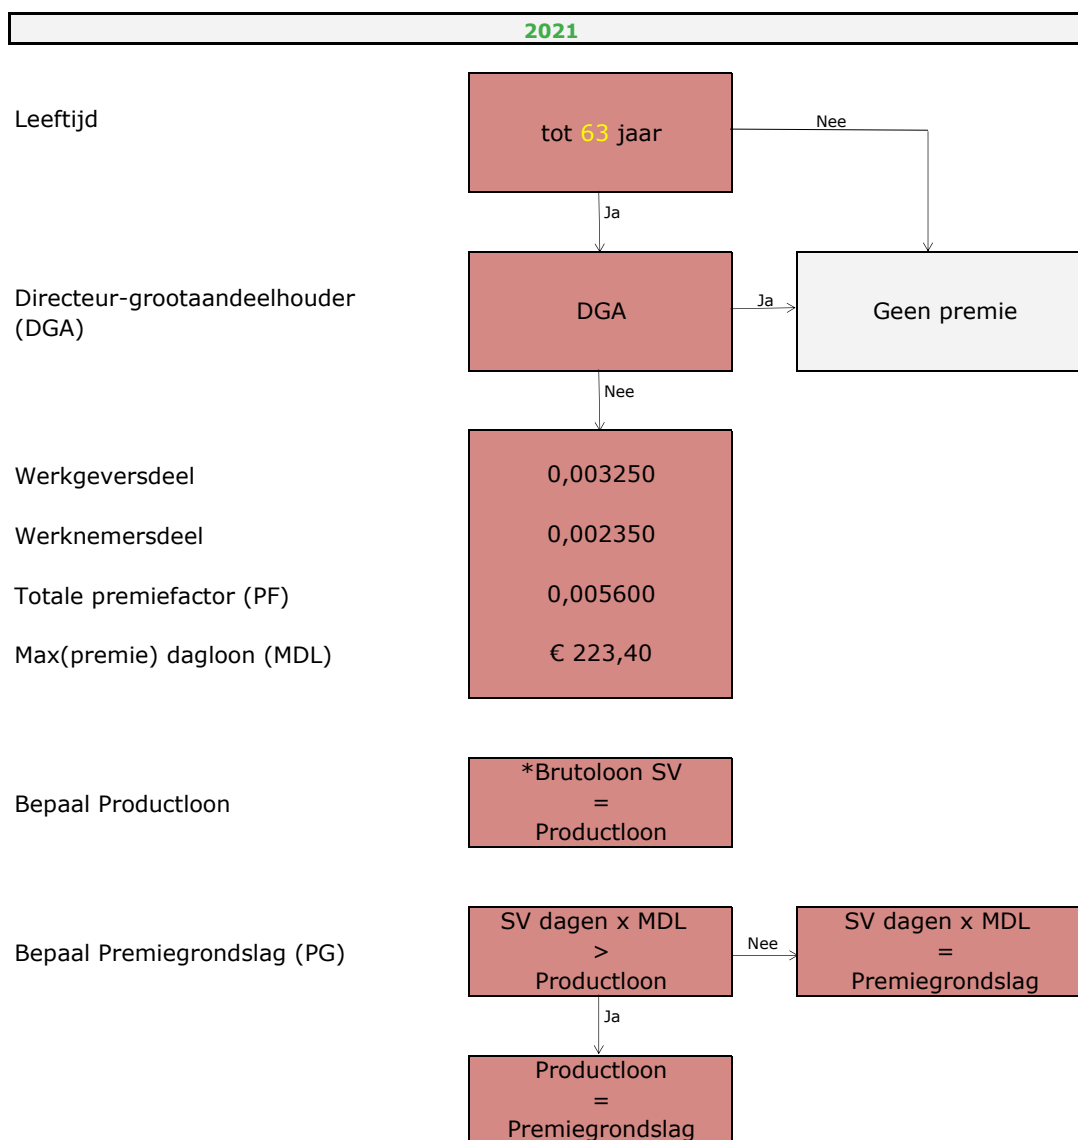 2021
Leeftijd
tot 63 jaar
Nee
Ja
Directeur-grootaandeelhouder
(DGA)
DGA
Ja
Geen premie
Nee
Werkgeversdeel
0,003250
Werknemersdeel
0,002350
Totale premiefactor (PF)
0,005600
Max(premie) dagloon (MDL)
€ 223,40
Bepaal Productloon
*Brutoloon SV
=
Productloon
Bepaal Premiegrondslag (PG)
SV dagen x MDL
>
Productloon
Nee
SV dagen x MDL
=
Premiegrondslag
Ja
Productloon
=
Premiegrondslag